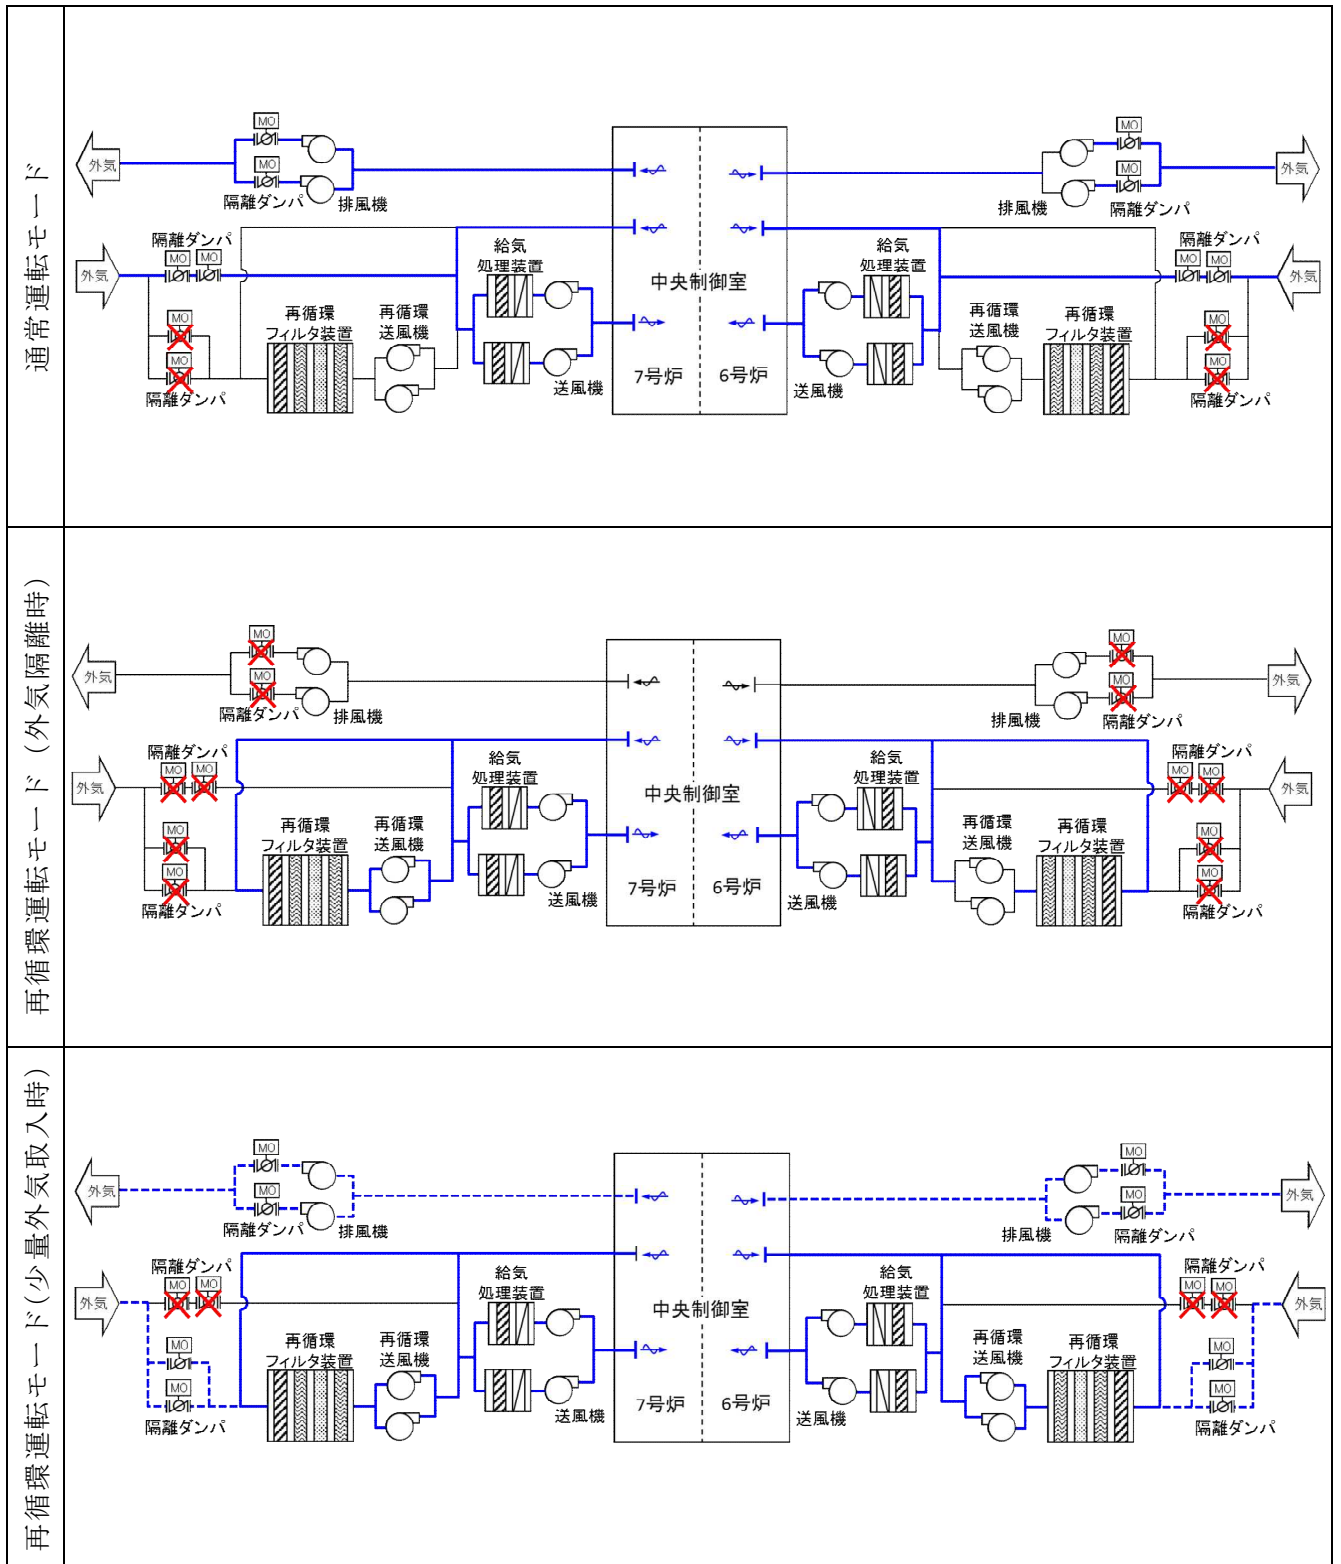 通常運転モード
MO
MO
外気
隔離ダンパ
排風機
隔離ダンパ
MO
MO
外気
MO
MO
隔離ダンパ
再循環
フィルタ装置
再循環
送風機
給気
処理装置
送風機
中央制御室
7号炉
6号炉
MO
MO
外気
排風機
隔離ダンパ
隔離ダンパ
MO
MO
外気
給気
処理装置
送風機
再循環
送風機
再循環
フィルタ装置
MO
MO
隔離ダンパ
再循環運転モード(外気隔離時)
MO
MO
外気
隔離ダンパ
排風機
隔離ダンパ
MO
MO
外気
MO
MO
隔離ダンパ
再循環
フィルタ装置
再循環
送風機
給気
処理装置
送風機
中央制御室
7号炉
6号炉
MO
MO
外気
排風機
隔離ダンパ
隔離ダンパ
MO
MO
外気
給気
処理装置
送風機
再循環
送風機
再循環
フィルタ装置
MO
MO
隔離ダンパ
再循環運転モード(少量外気取入時)
MO
MO
外気
隔離ダンパ
排風機
隔離ダンパ
MO
MO
外気
MO
MO
隔離ダンパ
再循環
フィルタ装置
再循環
送風機
給気
処理装置
送風機
中央制御室
7号炉
6号炉
MO
MO
外気
排風機
隔離ダンパ
隔離ダンパ
MO
MO
外気
給気
処理装置
送風機
再循環
送風機
再循環
フィルタ装置
MO
MO
隔離ダンパ